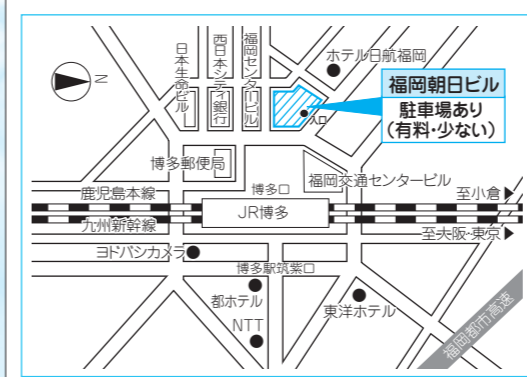 N
日本生命ビル
西日本シティ銀行
福岡センタービル
ホテル日航福岡
福岡朝日ビル
駐車場あり
(有料・少ない)
入口
博多郵便局
博多口
福岡交通センタービル
鹿児島本線
至小倉
JR博多
九州新幹線
至大阪・東京
ヨドバシカメラ
博多駅筑紫口
都ホテル
東洋ホテル
NTT
福岡都市高速